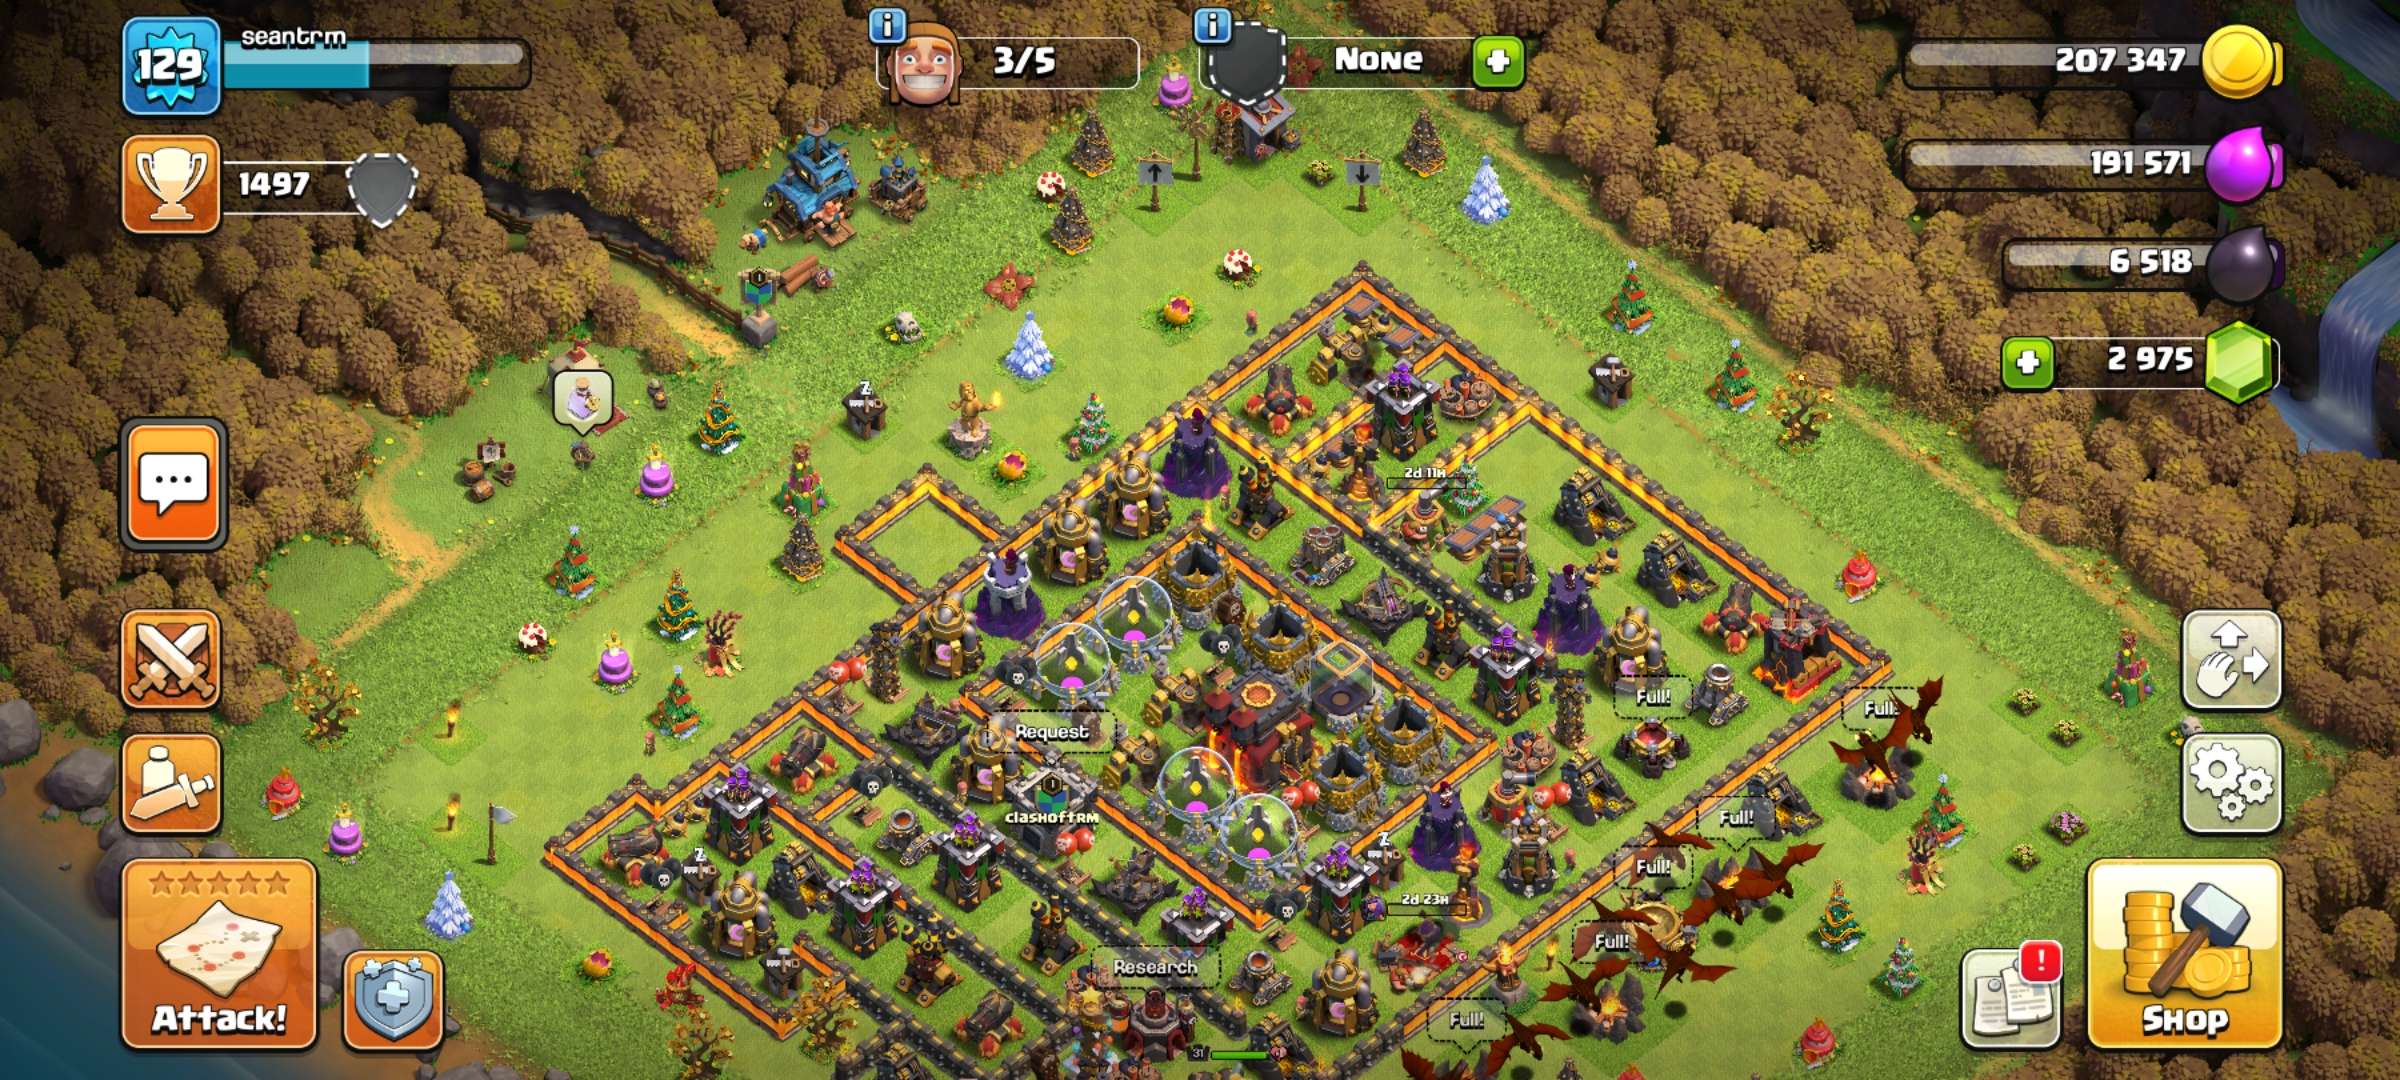 129
seantrm
3/5
None
207 347
1497
191 571
6 518
2 975
Z
2d 11H
Full!
Full!
Request
clashoftrm
Full!
Z
Z
Full!
2d 23H
Full!
Research
Full!
31
Attack!
!
Shop